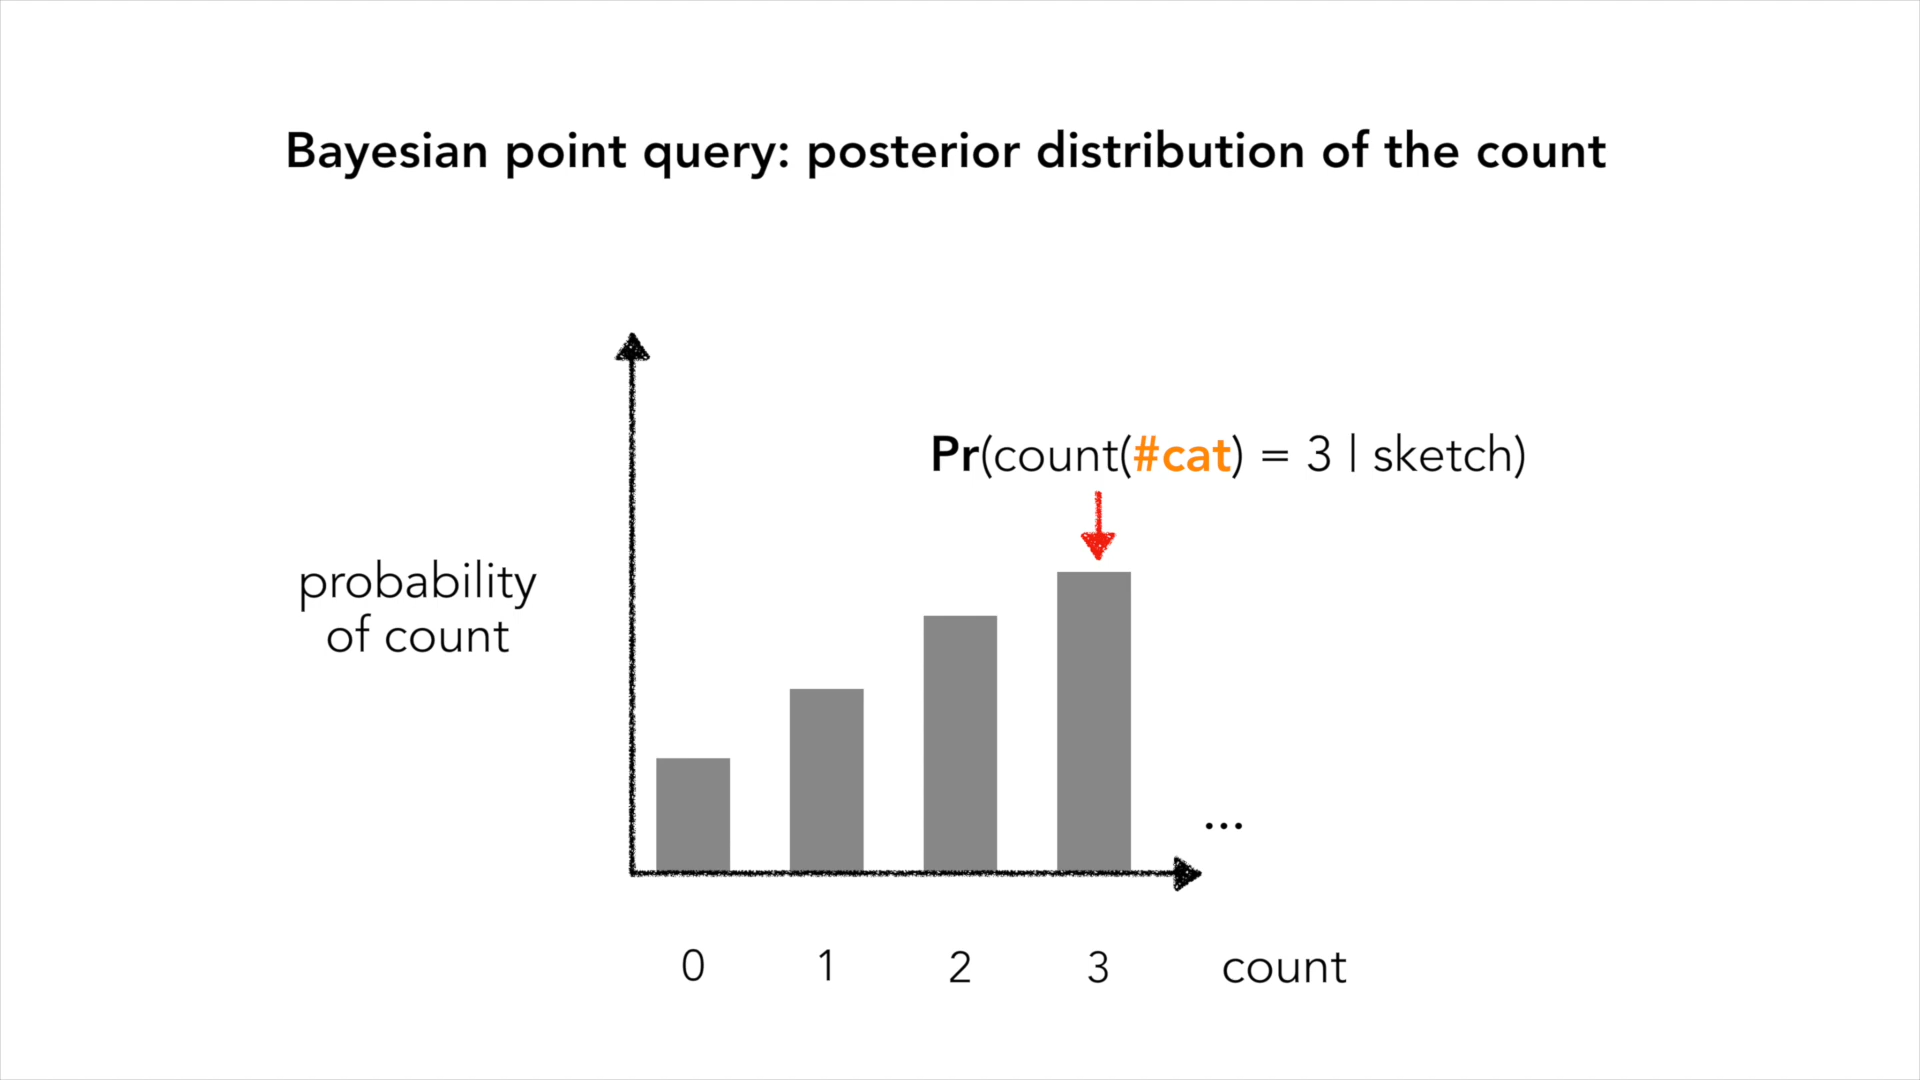 Bayesian point query: posterior distribution of the count
Pr(count(#cat) = 3 | sketch)
probability
of count
...
0 1 2 3 count